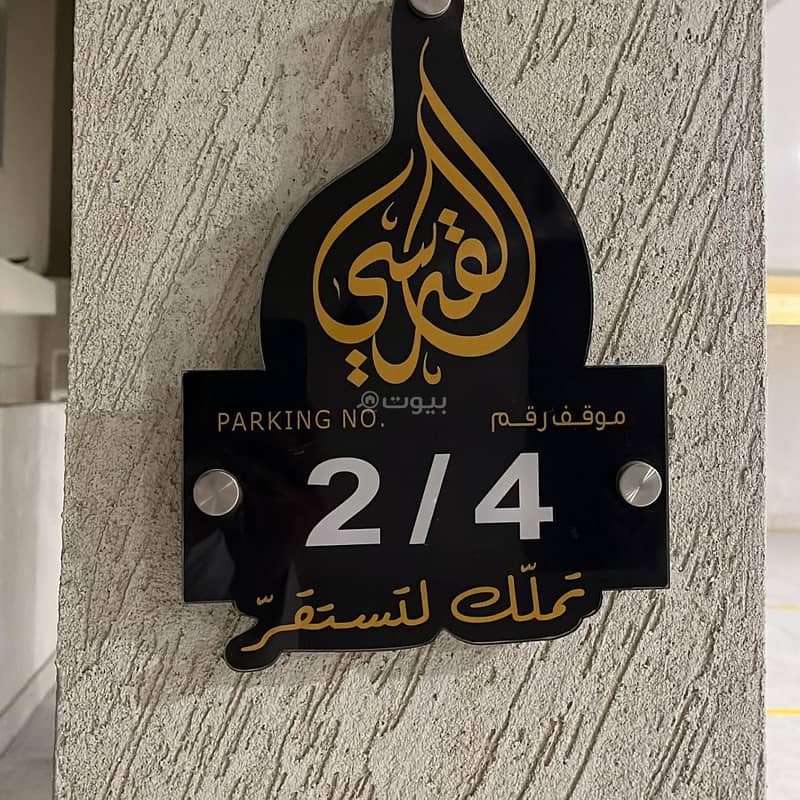 القرشي
بيوت
PARKING NO. موقف رقم
2/4
تملّك لتستقرّ